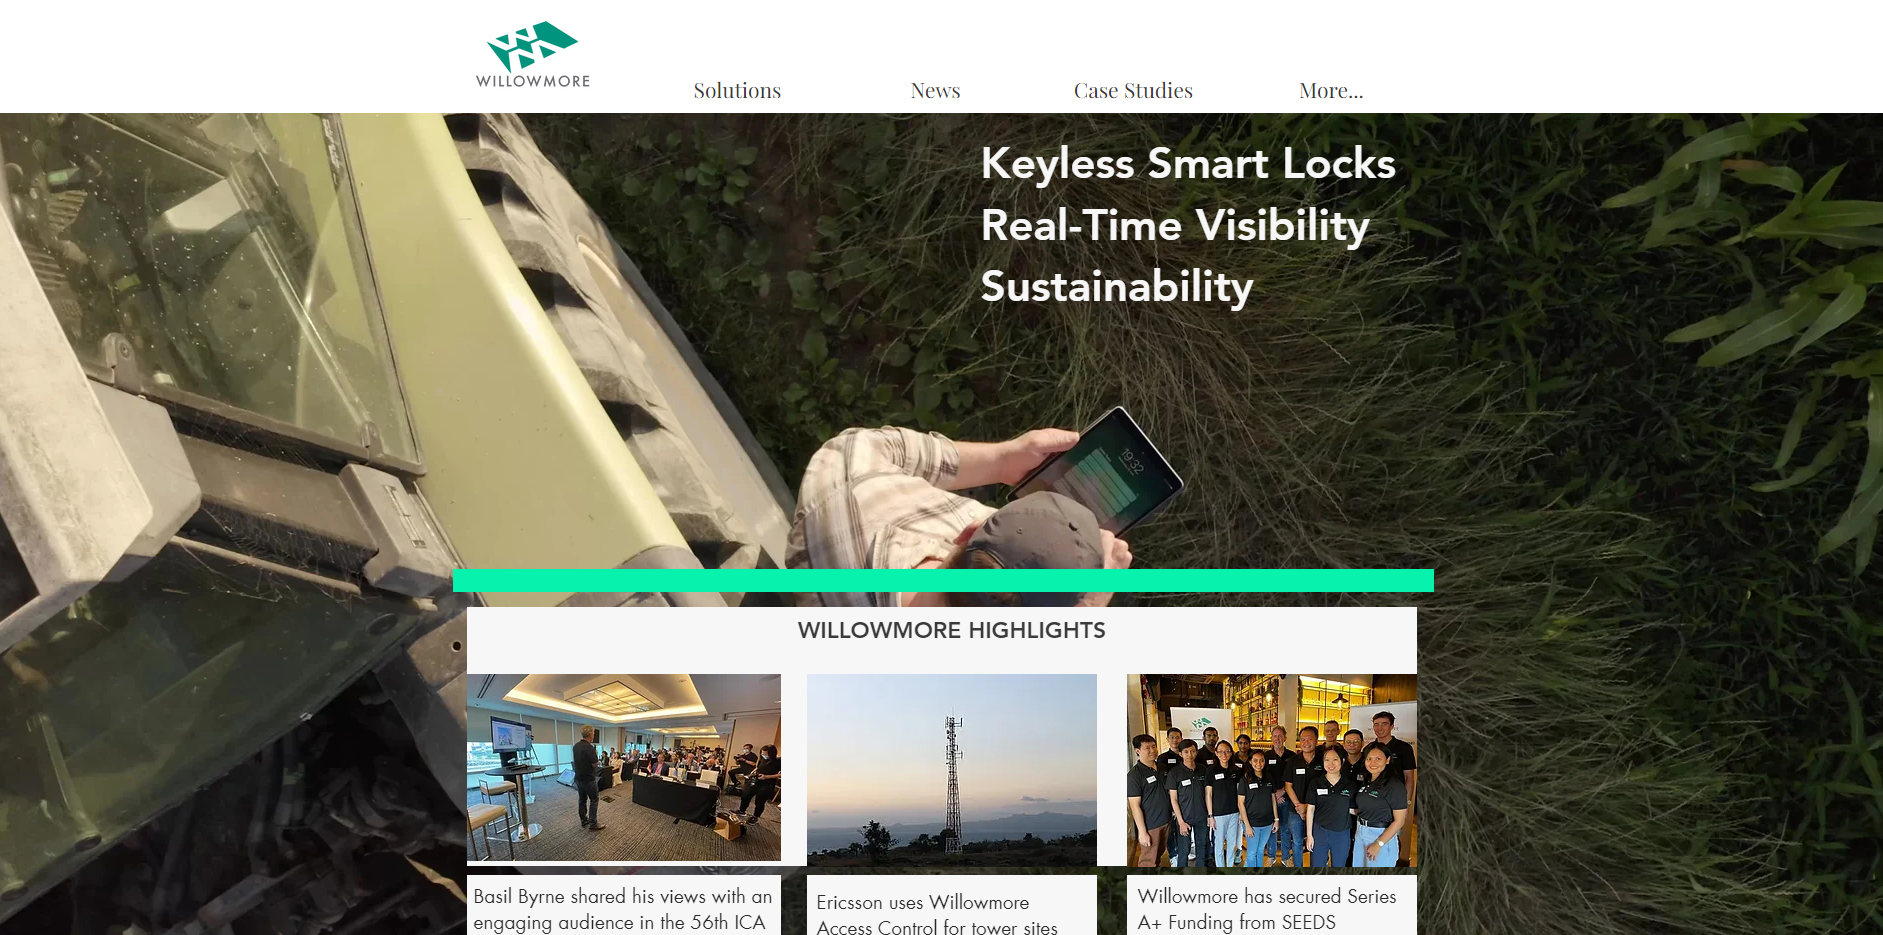 WILLOWMORE
Solutions
News
Case Studies
More...
Keyless Smart Locks
Real-Time Visibility
Sustainability
19:32
WILLOWMORE HIGHLIGHTS
Basil Byrne shared his views with an
engaging audience in the 56th ICA
Ericsson uses Willowmore
Access Control for tower sites
Willowmore has secured Series
A+ Funding from SEEDS